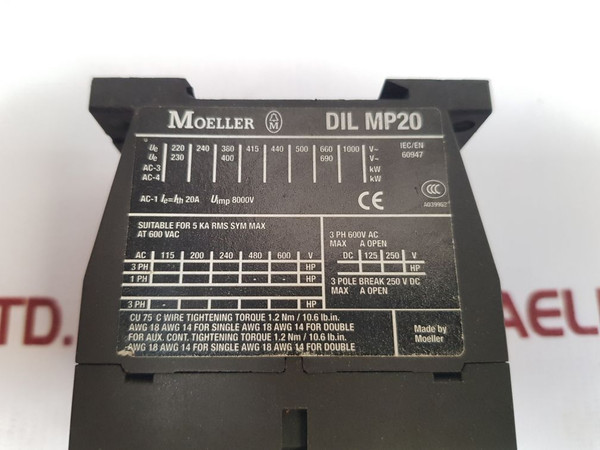 MOELLER DIL MP20
Ue 220 240 380 415 440 500 660 1000 V~ IEC/EN
Ue 230 400 690 V~ 60947
AC-3 kW
AC-4 kW
AC-1 Ie=Ith 20A Uimp 8000V CE CCC
SUITABLE FOR 5 KA RMS SYM MAX
AT 600 VAC
AC 115 200 240 480 600 V
3 PH HP
1 PH HP
3 PH HP
3 PH 600V AC
MAX A OPEN
DC 125 250 V
HP
3 POLE BREAK 250 V DC
MAX A OPEN
CU 75 C WIRE TIGHTENING TORQUE 1.2 Nm / 10.6 lb.in.
AWG 18 AWG 14 FOR SINGLE AWG 18 AWG 14 FOR DOUBLE
FOR AUX. CONT. TIGHTENING TORQUE 1.2 Nm / 10.6 lb.in.
AWG 18 AWG 14 FOR SINGLE AWG 18 AWG 14 FOR DOUBLE
Made by
Moeller
LTD.
AEL